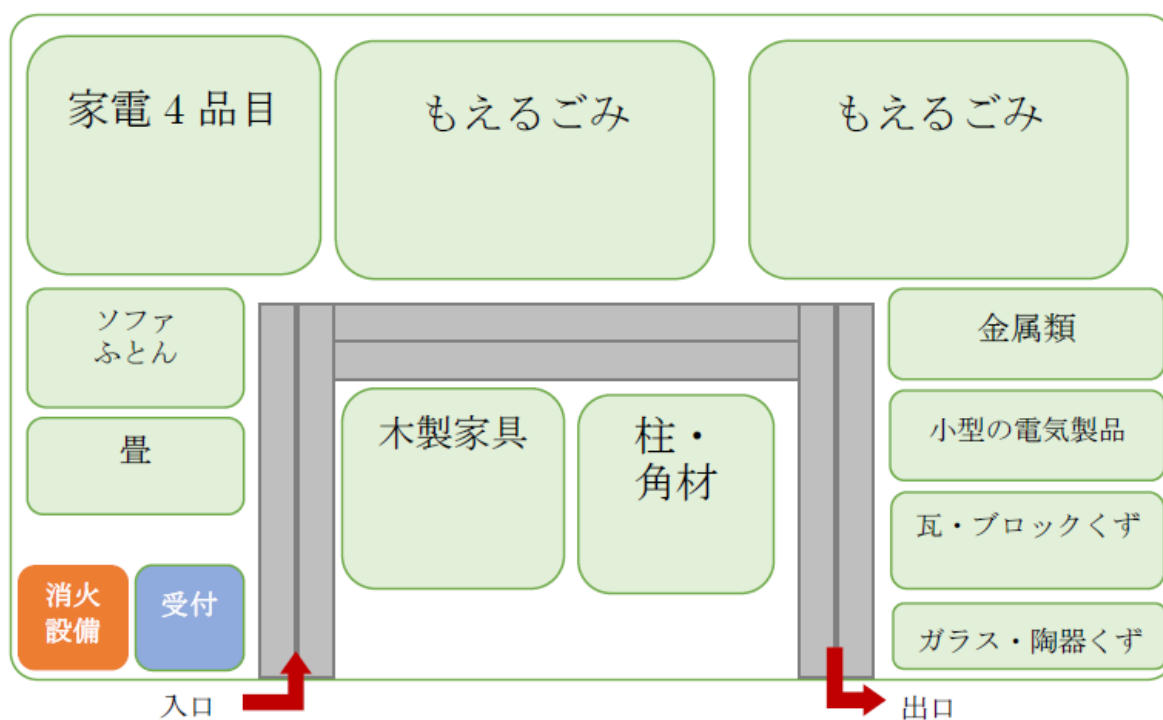 家電4品目
もえるごみ
もえるごみ
ソファ
ふとん
畳
木製家具
柱・
角材
金属類
小型の電気製品
瓦・ブロックくず
ガラス・陶器くず
消火
設備
受付
入口
出口